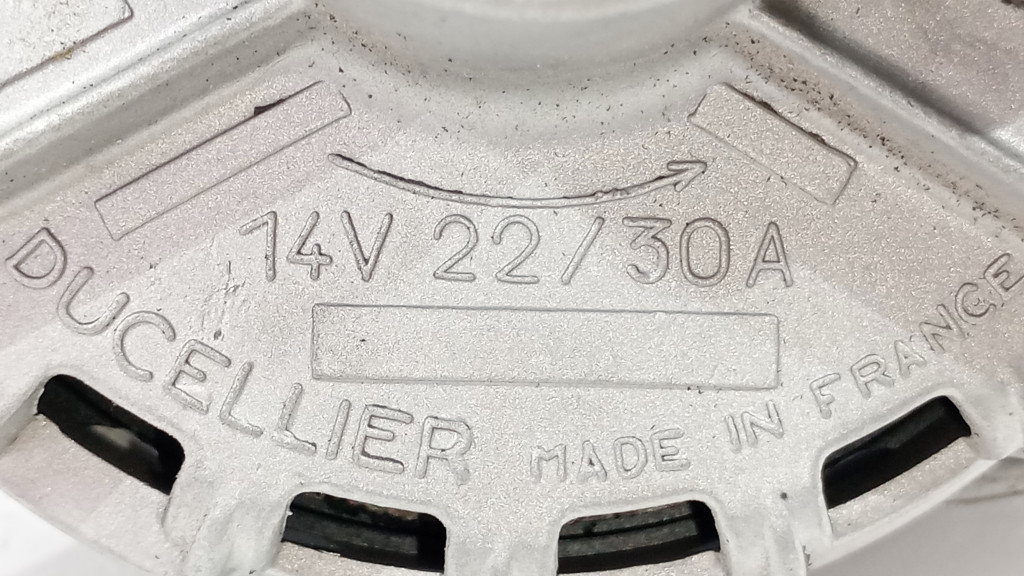 14V 22/30A
DUCELLIER MADE IN FRANCE